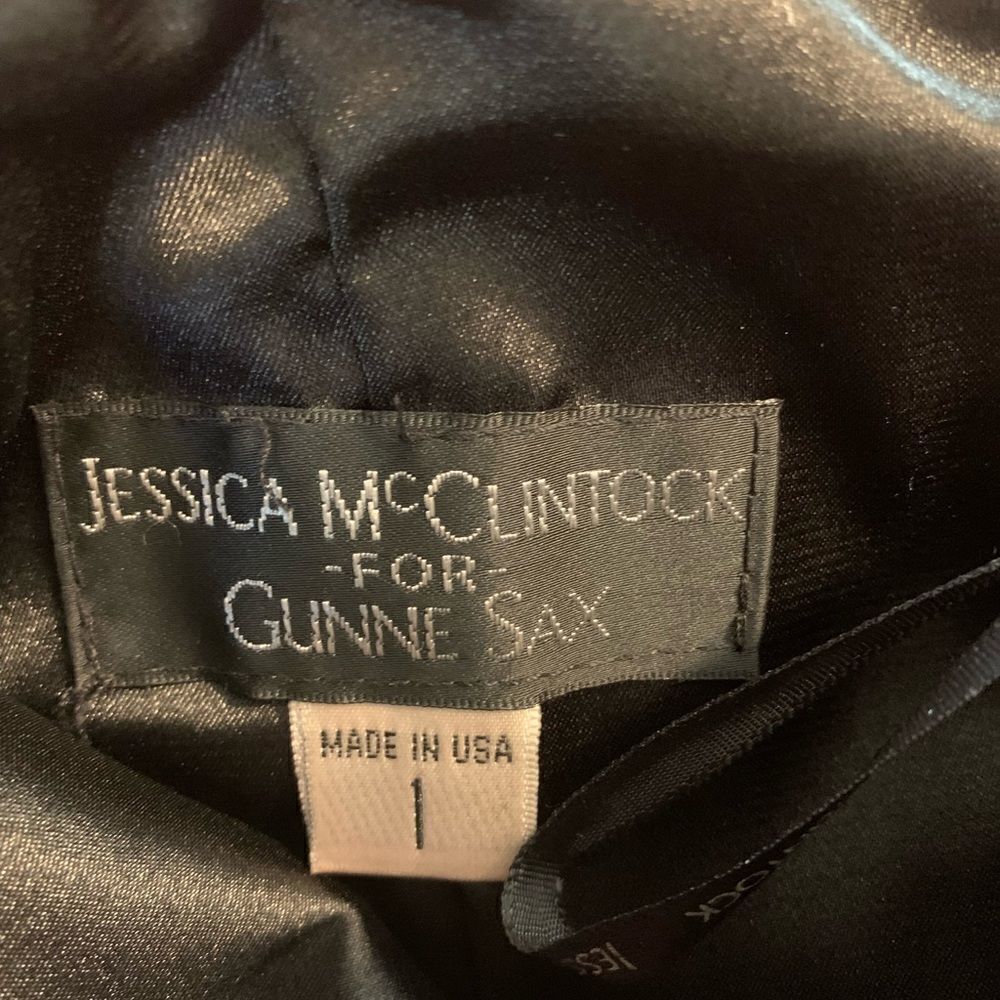 JESSICA MCCLINTOCK
-FOR-
GUNNE SAX
MADE IN USA
1